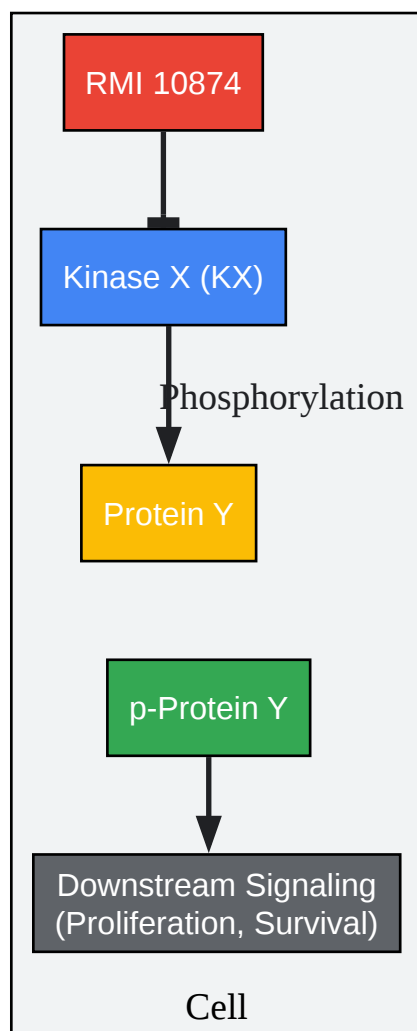 RMI 10874
Kinase X (KX)
Phosphorylation
Protein Y
p-Protein Y
Downstream Signaling
(Proliferation, Survival)
Cell